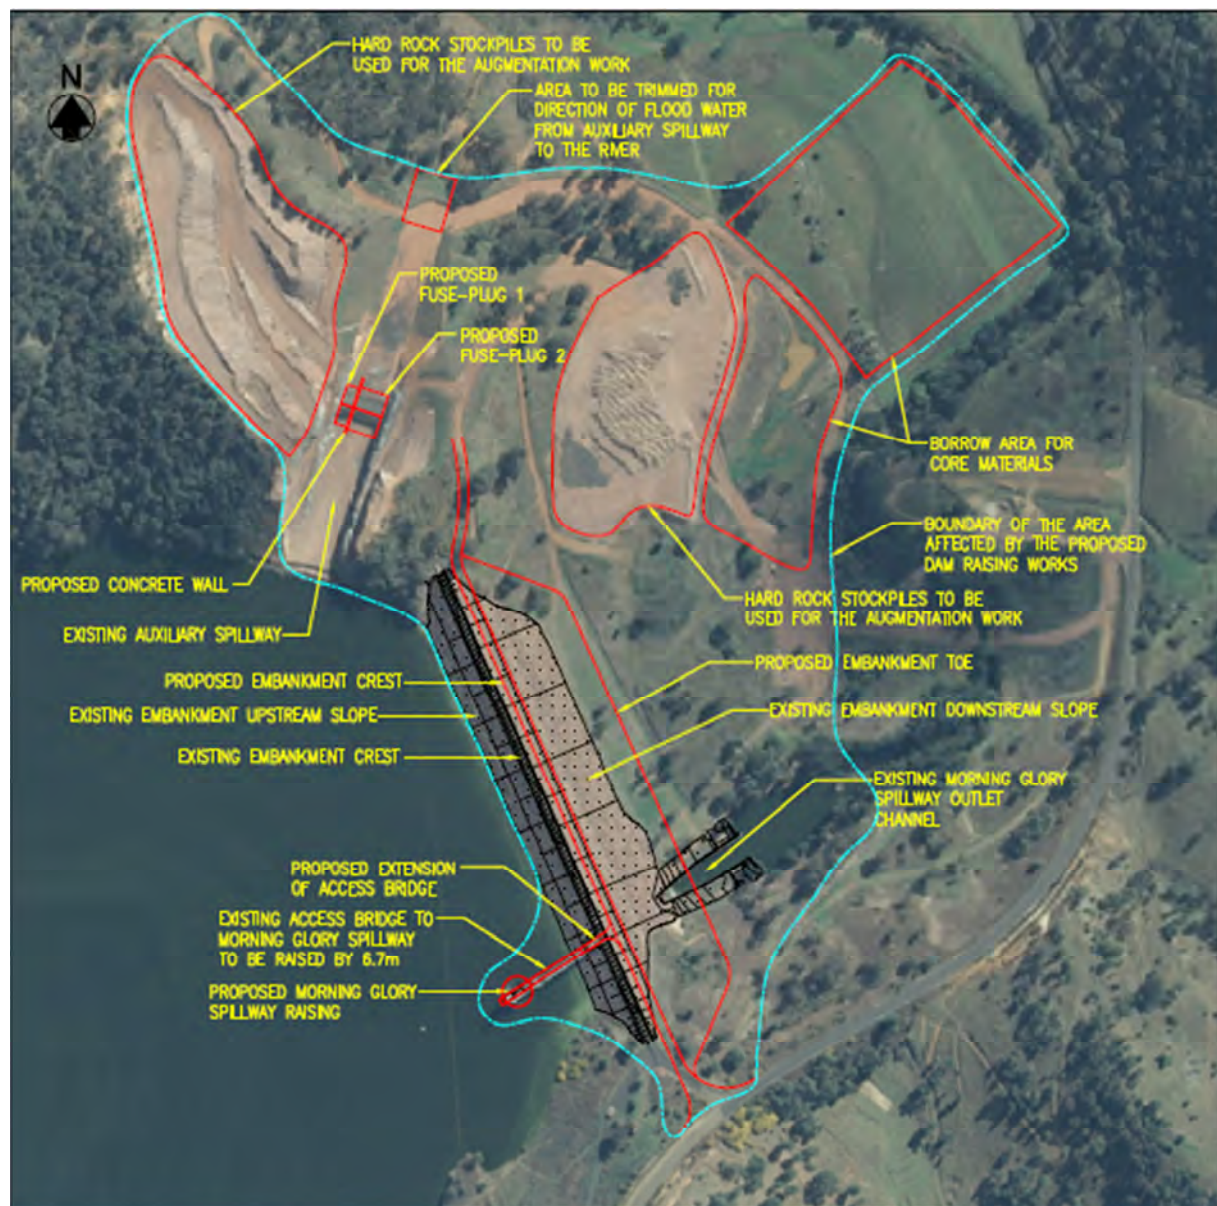 HARD ROCK STOCKPILES TO BE
USED FOR THE AUGMENTATION WORK
N
AREA TO BE TRIMMED FOR
DIRECTION OF FLOOD WATER
FROM AUXILIARY SPILLWAY
TO THE RIVER
PROPOSED
FUSE-PLUG 1
PROPOSED
FUSE-PLUG 2
BORROW AREA FOR
CORE MATERIALS
BOUNDARY OF THE AREA
AFFECTED BY THE PROPOSED
DAM RAISING WORKS
PROPOSED CONCRETE WALL
HARD ROCK STOCKPILES TO BE
USED FOR THE AUGMENTATION WORK
EXISTING AUXILIARY SPILLWAY
PROPOSED EMBANKMENT TOE
PROPOSED EMBANKMENT CREST
EXISTING EMBANKMENT UPSTREAM SLOPE
EXISTING EMBANKMENT DOWNSTREAM SLOPE
EXISTING EMBANKMENT CREST
EXISTING MORNING GLORY
SPILLWAY OUTLET
CHANNEL
PROPOSED EXTENSION
OF ACCESS BRIDGE
EXISTING ACCESS BRIDGE TO
MORNING GLORY SPILLWAY
TO BE RAISED BY 6.7m
PROPOSED MORNING GLORY
SPILLWAY RAISING